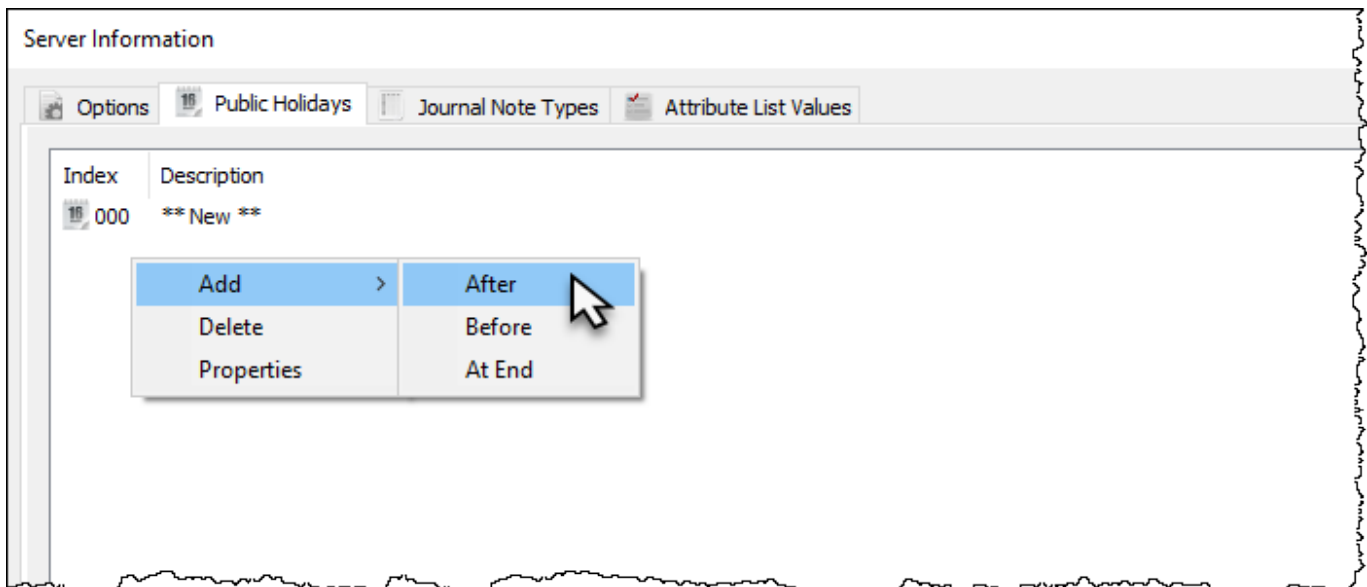 Server Information
Options Public Holidays Journal Note Types Attribute List Values
Index Description
000 ** New **
Add > After
Delete Before
Properties At End